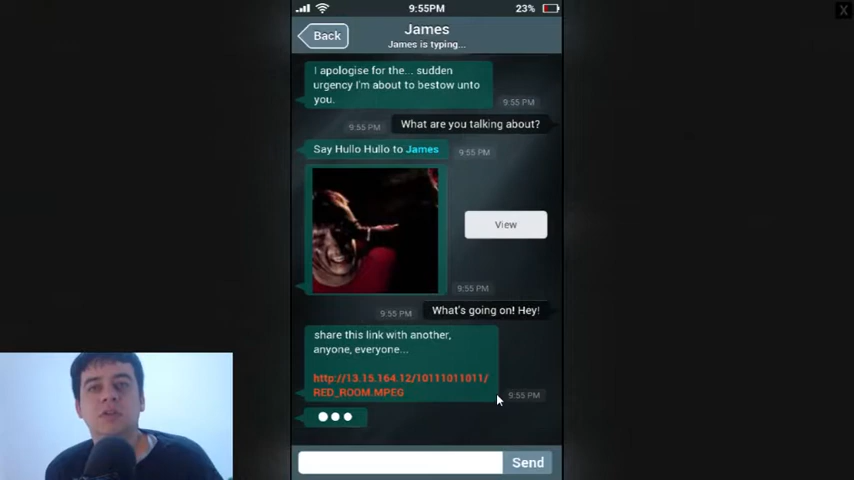 9:55PM
23%
Back
James
James is typing...
I apologise for the... sudden
urgency I'm about to bestow unto
you.
9:55 PM
What are you talking about?
9:55 PM
Say Hullo Hullo to James
9:55 PM
View
9:55 PM
What's going on! Hey!
9:55 PM
share this link with another,
anyone, everyone...
http://13.15.164.12/10111011011/
RED_ROOM.MPEG
9:55 PM
Send
X